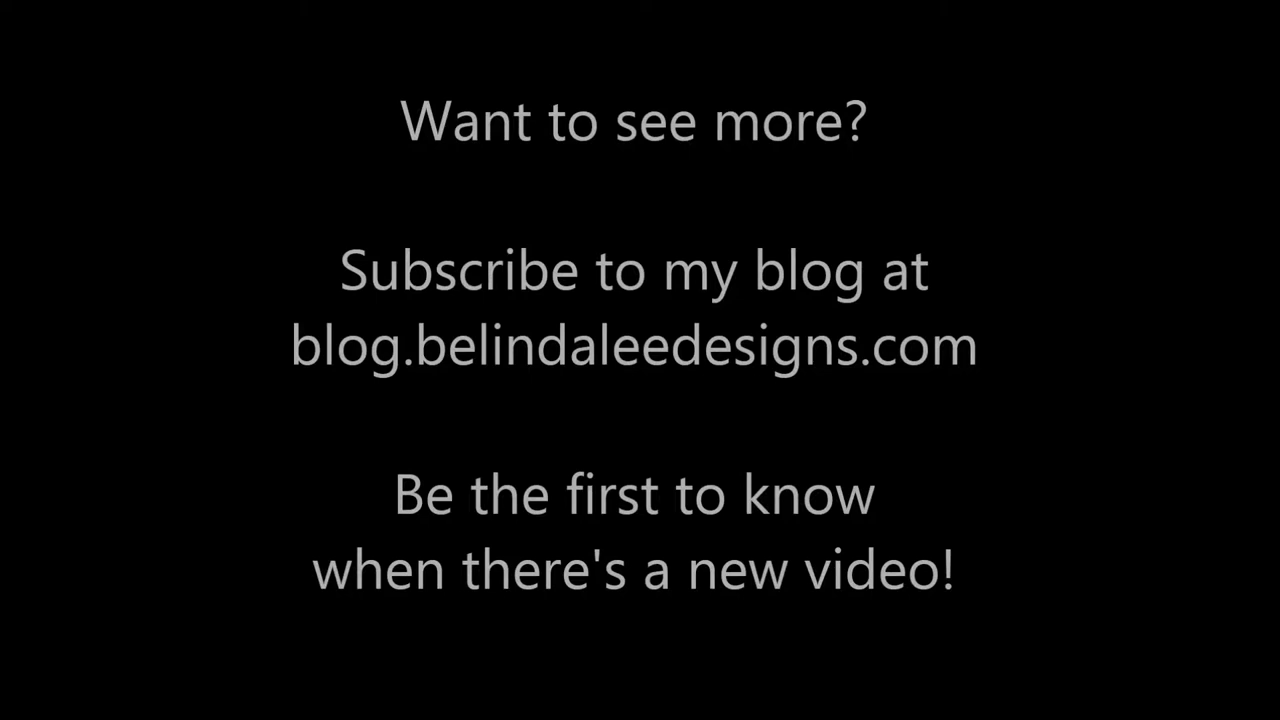 Want to see more?
Subscribe to my blog at
blog.belindaleedesigns.com
Be the first to know
when there's a new video!